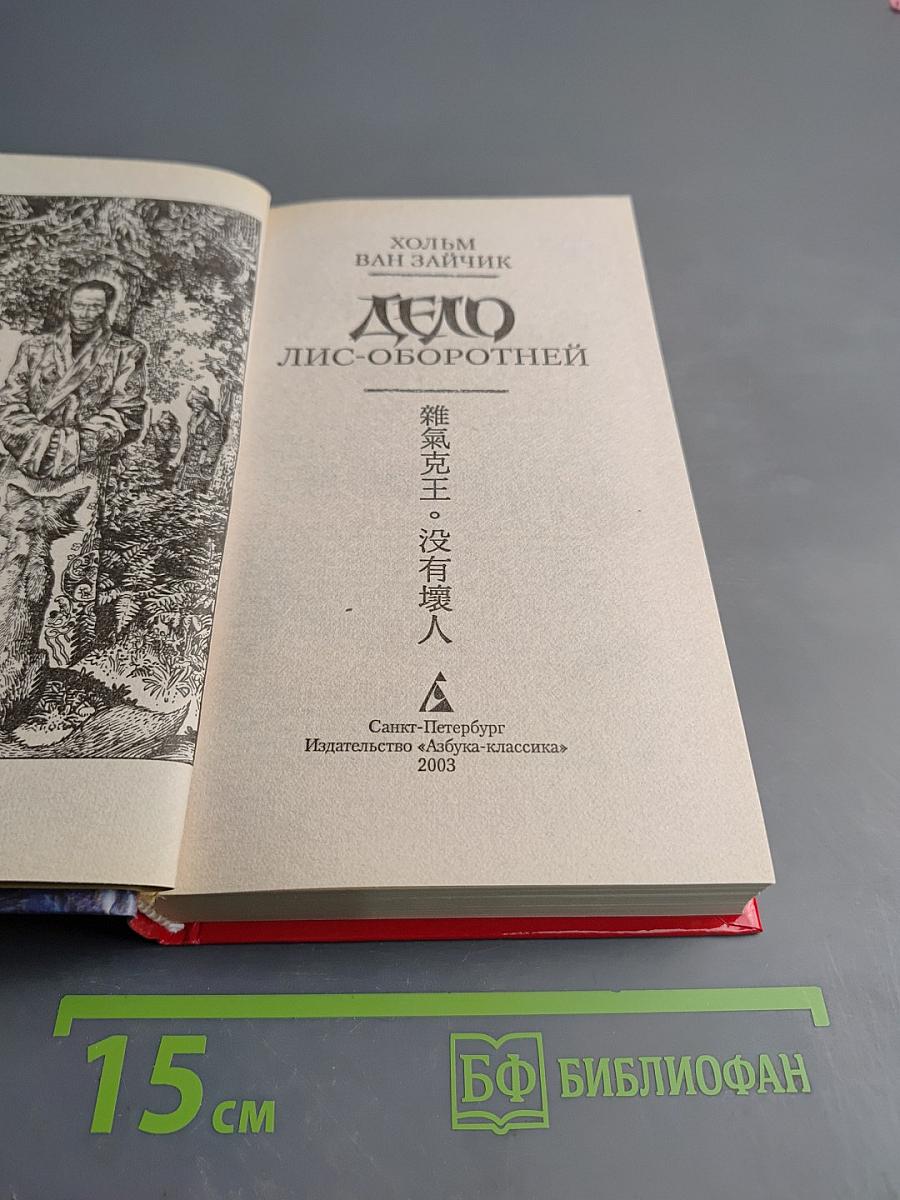 ХОЛЬМ
ВАН ЗАЙЧИК
ДЕЛО
ЛИС-ОБОРОТНЕЙ
雜氣克王。没有壞人
Санкт-Петербург
Издательство «Азбука-классика»
2003
15 см
БФ БИБЛИОФАН